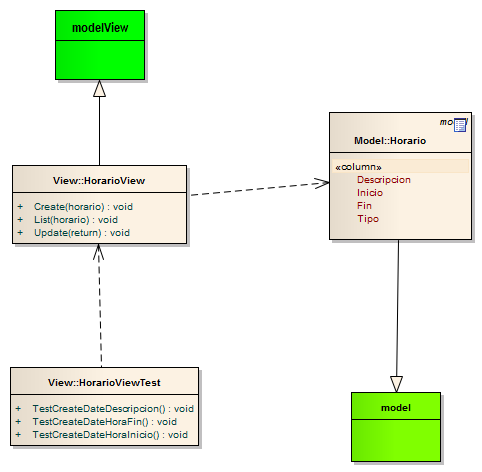 modelView
View::HorarioView
+ Create(horario) : void
+ List(horario) : void
+ Update(return) : void
Model::Horario
«column»
Descripcion
Inicio
Fin
Tipo
View::HorarioViewTest
+ TestCreateDateDescripcion() : void
+ TestCreateDateHoraFin() : void
+ TestCreateDateHoraInicio() : void
model